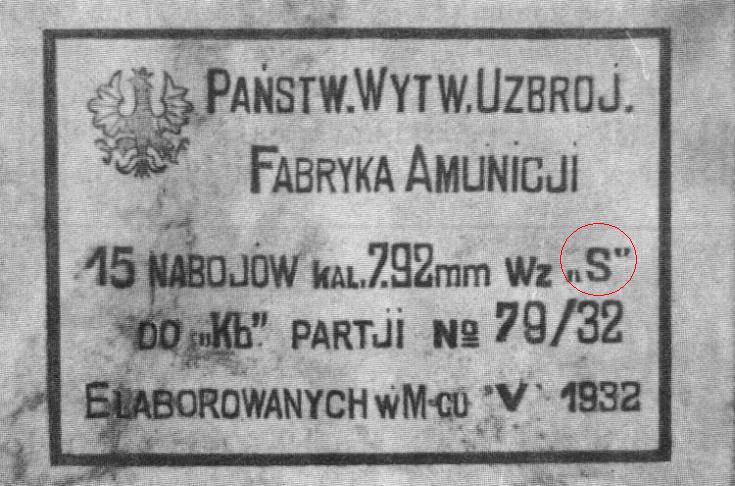 PAŃSTW. WYTW. UZBROJ.
FABRYKA AMUNICJI
15 NABOJÓW KAL. 7.92mm Wz „S”
DO „Kb” PARTJI № 79/32
ELABOROWANYCH w M-CU "V" 1932